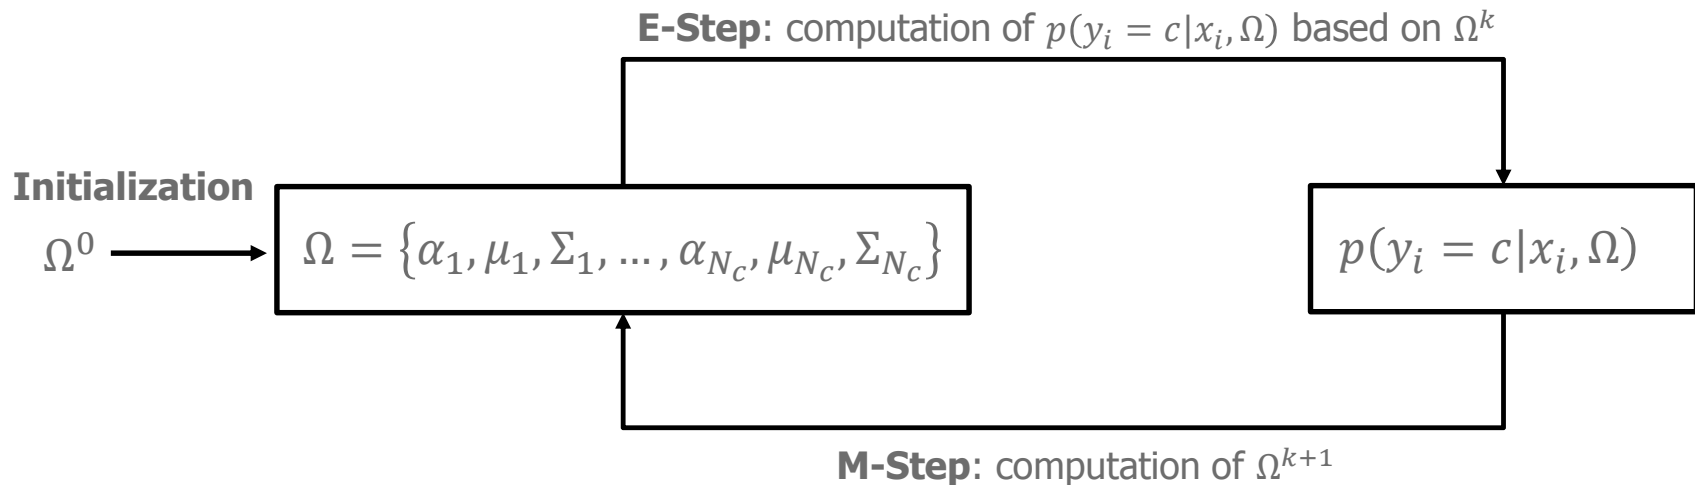 E-Step: computation of p(y_i = c|x_i, Ω) based on Ω^k
Initialization
Ω^0
Ω = {α_1, μ_1, Σ_1, …, α_{N_c}, μ_{N_c}, Σ_{N_c}}
p(y_i = c|x_i, Ω)
M-Step: computation of Ω^{k+1}